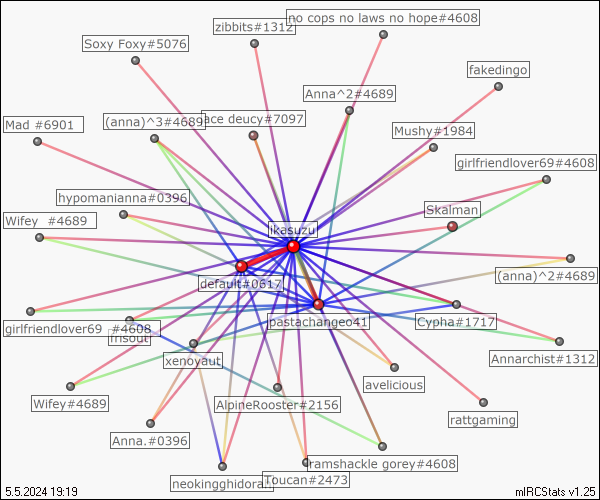 no cops no laws no hope#4608
zibbits#1312
Soxy Foxy#5076
fakedingo
Anna^2#4689
ace deucy#7097
(anna)^3#4689
Mad #6901
Mushy#1984
girlfriendlover69#4608
hypomanianna#0396
Skalman
Wifey #4689
likasuzu
(anna)^2#4689
default#0617
pastachangeo41
Cypha#1717
girlfriendlover69 #4608
frisout
Annarchist#1312
xenoyaut
avelicious
Wifey#4689
AlpineRooster#2156
rattgaming
Anna.#0396
ramshackle gorey#4608
Toucan#2473
neokingghidorah
5.5.2024 19:19
mIRCStats v1.25